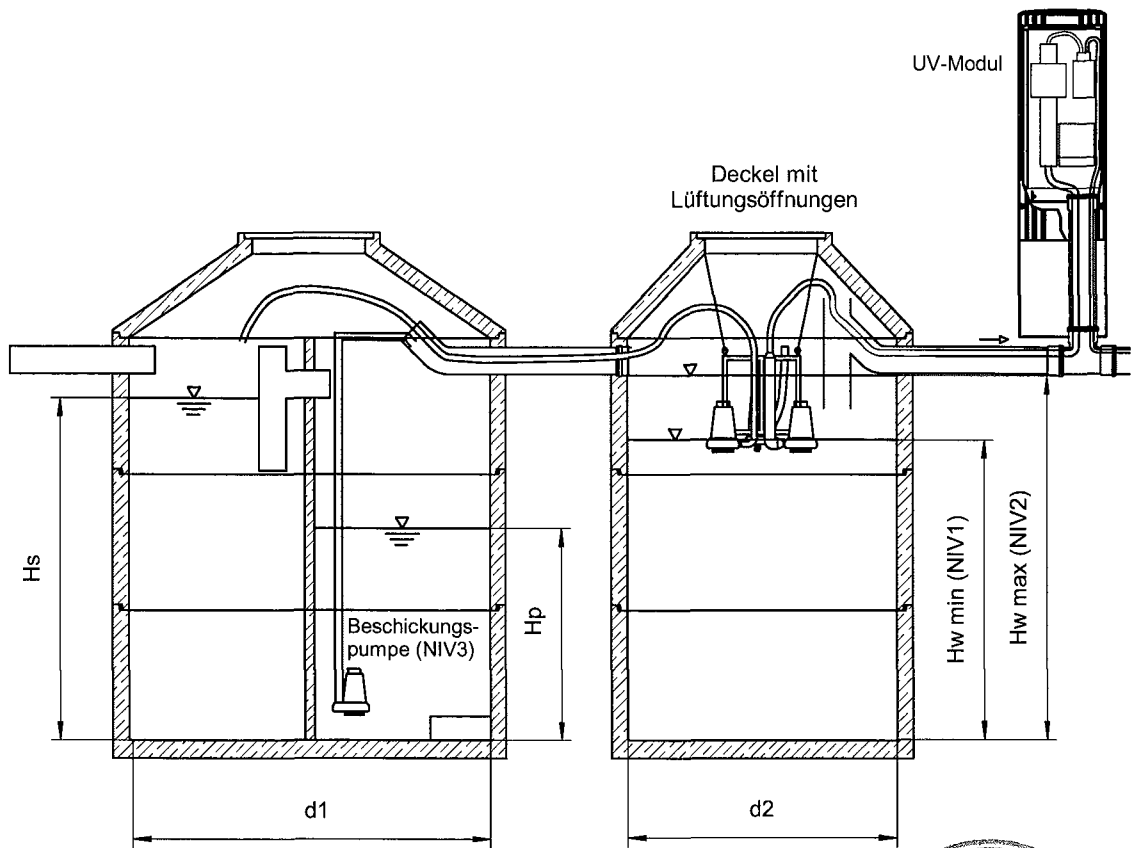 UV-Modul
Deckel mit
Lüftungsöffnungen
Hs
Beschickungs-
pumpe (NIV3)
Hp
Hw min (NIV1)
Hw max (NIV2)
d1
d2